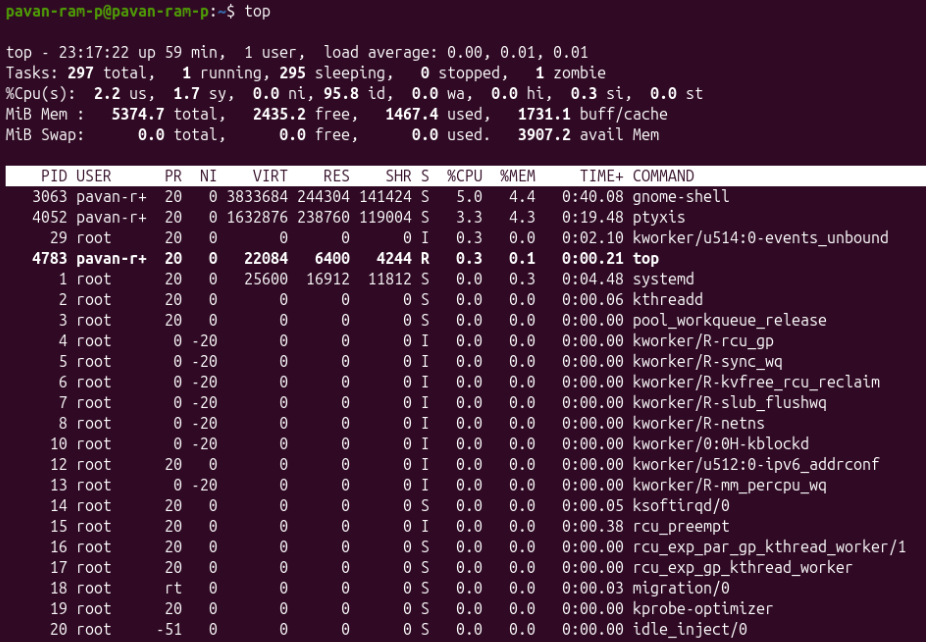 pavan-ram-p@pavan-ram-p:~$ top

top - 23:17:22 up 59 min,  1 user,  load average: 0.00, 0.01, 0.01
Tasks: 297 total,   1 running, 295 sleeping,   0 stopped,   1 zombie
%Cpu(s):  2.2 us,  1.7 sy,  0.0 ni, 95.8 id,  0.0 wa,  0.0 hi,  0.3 si,  0.0 st
MiB Mem :   5374.7 total,   2435.2 free,   1467.4 used,   1731.1 buff/cache
MiB Swap:      0.0 total,      0.0 free,      0.0 used.   3907.2 avail Mem

    PID USER      PR  NI    VIRT    RES    SHR S  %CPU  %MEM     TIME+ COMMAND
   3063 pavan-r+  20   0 3833684 244304 141424 S   5.0   4.4   0:40.08 gnome-shell
   4052 pavan-r+  20   0 1632876 238760 119004 S   3.3   4.3   0:19.48 ptyxis
     29 root      20   0       0      0      0 I   0.3   0.0   0:02.10 kworker/u514:0-events_unbound
   4783 pavan-r+  20   0   22084   6400   4244 R   0.3   0.1   0:00.21 top
      1 root      20   0   25600  16912  11812 S   0.0   0.3   0:04.48 systemd
      2 root      20   0       0      0      0 S   0.0   0.0   0:00.06 kthreadd
      3 root      20   0       0      0      0 S   0.0   0.0   0:00.00 pool_workqueue_release
      4 root       0 -20       0      0      0 I   0.0   0.0   0:00.00 kworker/R-rcu_gp
      5 root       0 -20       0      0      0 I   0.0   0.0   0:00.00 kworker/R-sync_wq
      6 root       0 -20       0      0      0 I   0.0   0.0   0:00.00 kworker/R-kvfree_rcu_reclaim
      7 root       0 -20       0      0      0 I   0.0   0.0   0:00.00 kworker/R-slub_flushwq
      8 root       0 -20       0      0      0 I   0.0   0.0   0:00.00 kworker/R-netns
     10 root       0 -20       0      0      0 I   0.0   0.0   0:00.00 kworker/0:0H-kblockd
     12 root      20   0       0      0      0 I   0.0   0.0   0:00.00 kworker/u512:0-ipv6_addrconf
     13 root       0 -20       0      0      0 I   0.0   0.0   0:00.00 kworker/R-mm_percpu_wq
     14 root      20   0       0      0      0 S   0.0   0.0   0:00.05 ksoftirqd/0
     15 root      20   0       0      0      0 I   0.0   0.0   0:00.38 rcu_preempt
     16 root      20   0       0      0      0 S   0.0   0.0   0:00.00 rcu_exp_par_gp_kthread_worker/1
     17 root      20   0       0      0      0 S   0.0   0.0   0:00.00 rcu_exp_gp_kthread_worker
     18 root      rt   0       0      0      0 S   0.0   0.0   0:00.03 migration/0
     19 root      20   0       0      0      0 S   0.0   0.0   0:00.00 kprobe-optimizer
     20 root     -51   0       0      0      0 S   0.0   0.0   0:00.00 idle_inject/0